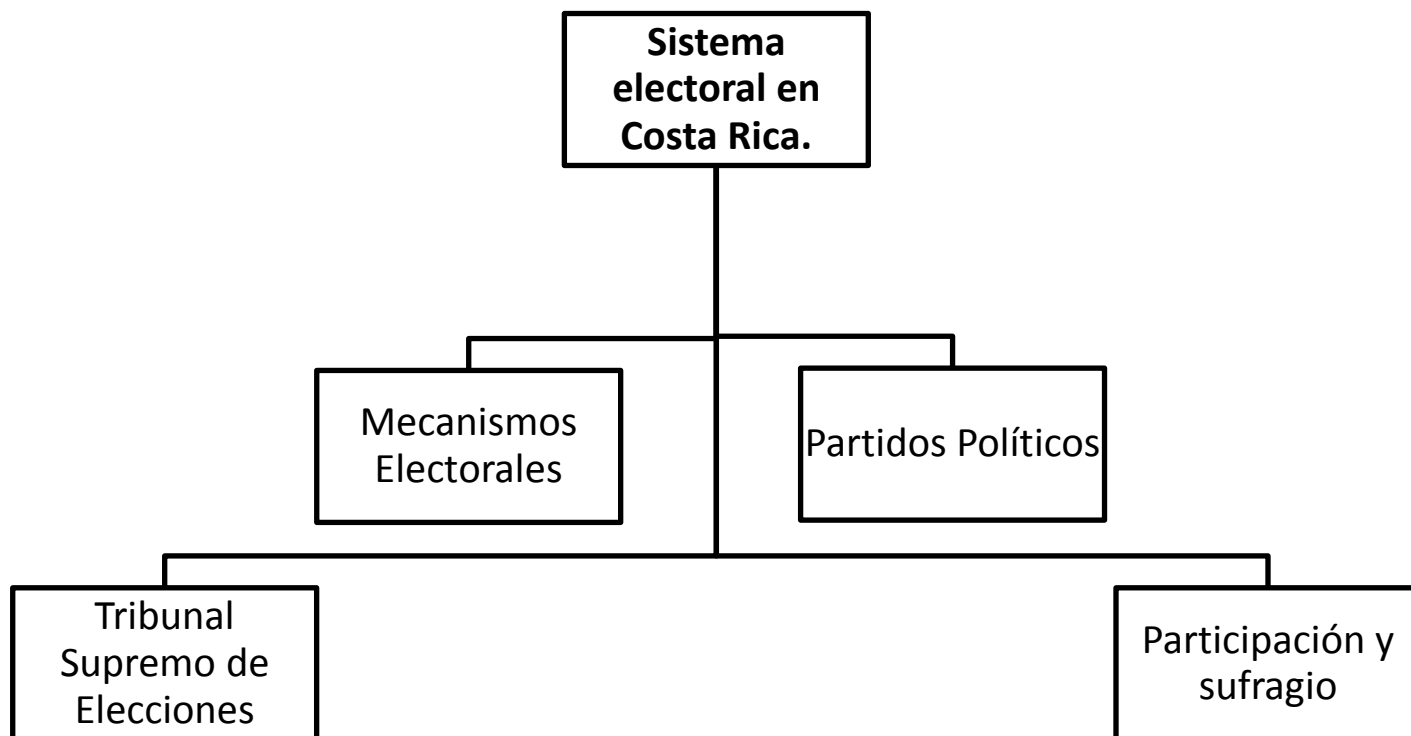 Sistema
electoral en
Costa Rica.
Mecanismos
Electorales
Partidos Políticos
Tribunal
Supremo de
Elecciones
Participación y
sufragio